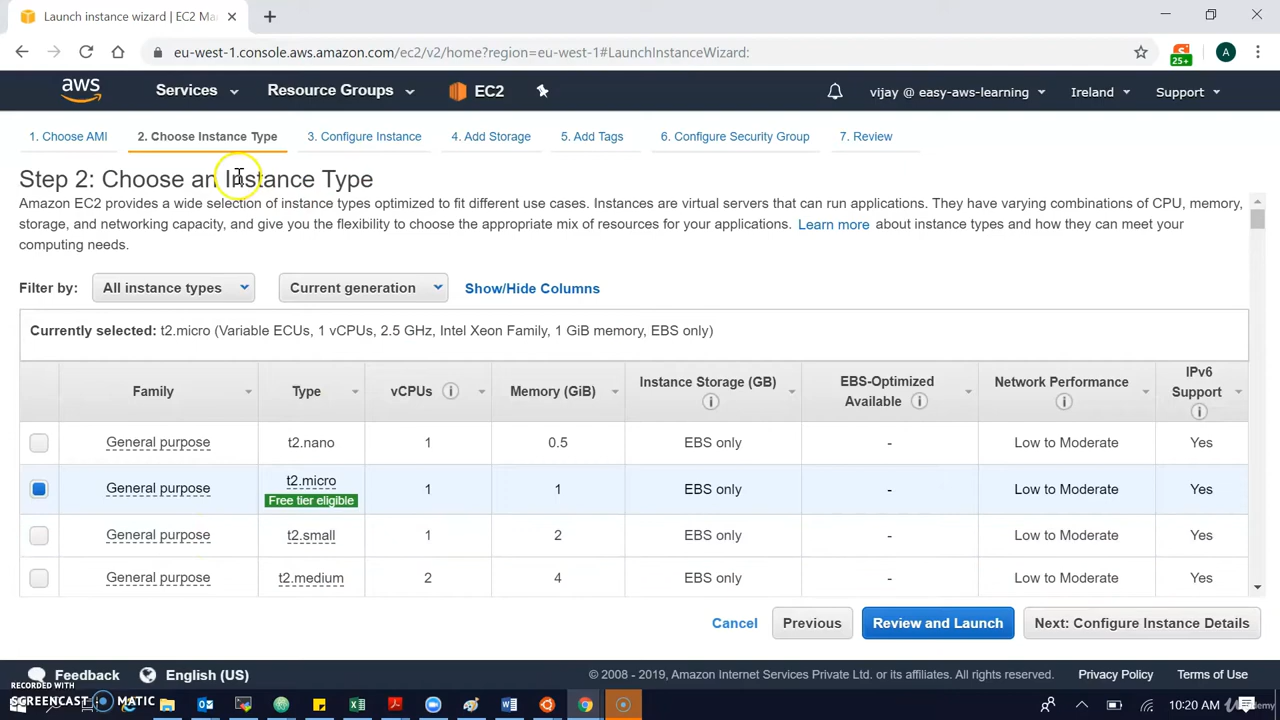 Launch instance wizard | EC2 Ma
eu-west-1.console.aws.amazon.com/ec2/v2/home?region=eu-west-1#LaunchInstanceWizard:
25+
A
aws
Services
Resource Groups
EC2
vijay @ easy-aws-learning
Ireland
Support
1. Choose AMI
2. Choose Instance Type
3. Configure Instance
4. Add Storage
5. Add Tags
6. Configure Security Group
7. Review
Step 2: Choose an Instance Type
Amazon EC2 provides a wide selection of instance types optimized to fit different use cases. Instances are virtual servers that can run applications. They have varying combinations of CPU, memory,
storage, and networking capacity, and give you the flexibility to choose the appropriate mix of resources for your applications. Learn more about instance types and how they can meet your
computing needs.
Filter by:
All instance types
Current generation
Show/Hide Columns
Currently selected: t2.micro (Variable ECUs, 1 vCPUs, 2.5 GHz, Intel Xeon Family, 1 GiB memory, EBS only)
Family
Type
vCPUs
Memory (GiB)
Instance Storage (GB)
EBS-Optimized
Available
Network Performance
IPv6
Support
General purpose t2.nano 1 0.5 EBS only - Low to Moderate Yes
General purpose t2.micro 1 1 EBS only - Low to Moderate Yes
Free tier eligible
General purpose t2.small 1 2 EBS only - Low to Moderate Yes
General purpose t2.medium 2 4 EBS only - Low to Moderate Yes
Cancel
Previous
Review and Launch
Next: Configure Instance Details
Feedback
English (US)
© 2008 - 2019, Amazon Internet Services Private Ltd. or its affiliates. All rights reserved.
Privacy Policy
Terms of Use
RECORDED WITH
SCREENCAST MATIC
10:20 AM
Udemy